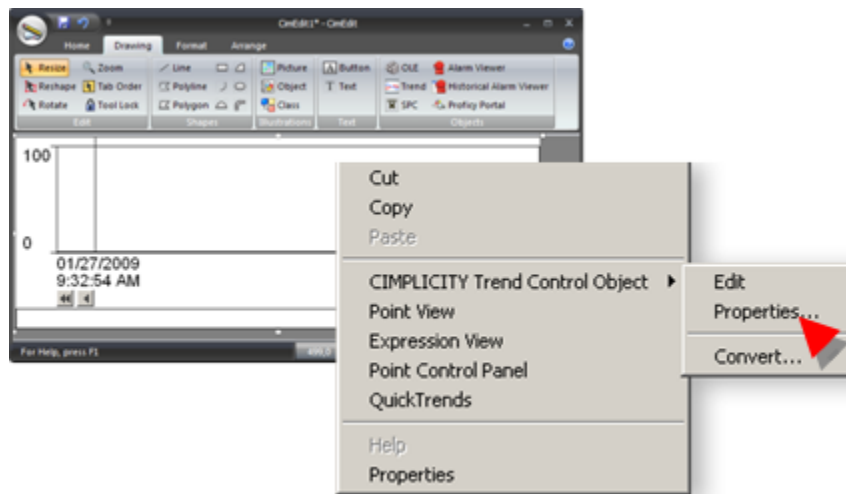 CimEdit1* - CimEdit
Home Drawing Format Arrange
Resize Zoom Line Picture Button OLE Alarm Viewer
Reshape Tab Order Polyline Object Text Trend Historical Alarm Viewer
Rotate Tool Lock Polygon Class SPC Proficy Portal
Edit Shapes Illustrations Text Objects
100
0
01/27/2009
9:32:54 AM
For Help, press F1
Cut
Copy
Paste
CIMPLICITY Trend Control Object
Point View
Expression View
Point Control Panel
QuickTrends
Help
Properties
Edit
Properties...
Convert...